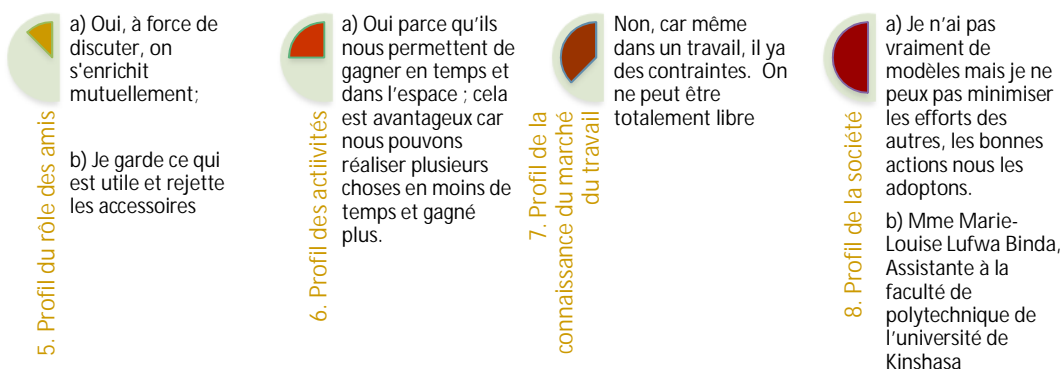 a) Oui, à force de
discuter, on
s'enrichit
mutuellement;
b) Je garde ce qui
est utile et rejette
les accessoires
5. Profil du rôle des amis
a) Oui parce qu'ils
nous permettent de
gagner en temps et
dans l'espace ; cela
est avantageux car
nous pouvons
réaliser plusieurs
choses en moins de
temps et gagné
plus.
6. Profil des actiivités
Non, car même
dans un travail, il ya
des contraintes. On
ne peut être
totalement libre
7. Profil de la
connaissance du marché
du travail
a) Je n'ai pas
vraiment de
modèles mais je ne
peux pas minimiser
les efforts des
autres, les bonnes
actions nous les
adoptons.
b) Mme Marie-
Louise Lufwa Binda,
Assistante à la
faculté de
polytechnique de
l'université de
Kinshasa
8. Profil de la société